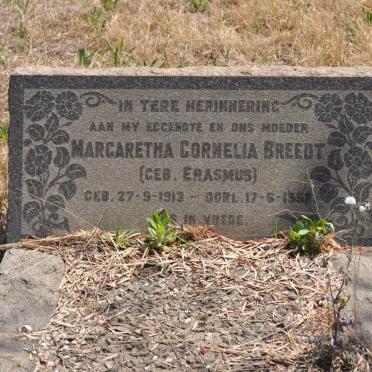 IN TERE HERINNERING
AAN MY EGGENOTE EN ONS MOEDER
MARGARETHA CORNELIA BREEDT
(GEB. ERASMUS)
GEB. 27-9-1913 – OORL. 17-6-1951
IN VREDE.